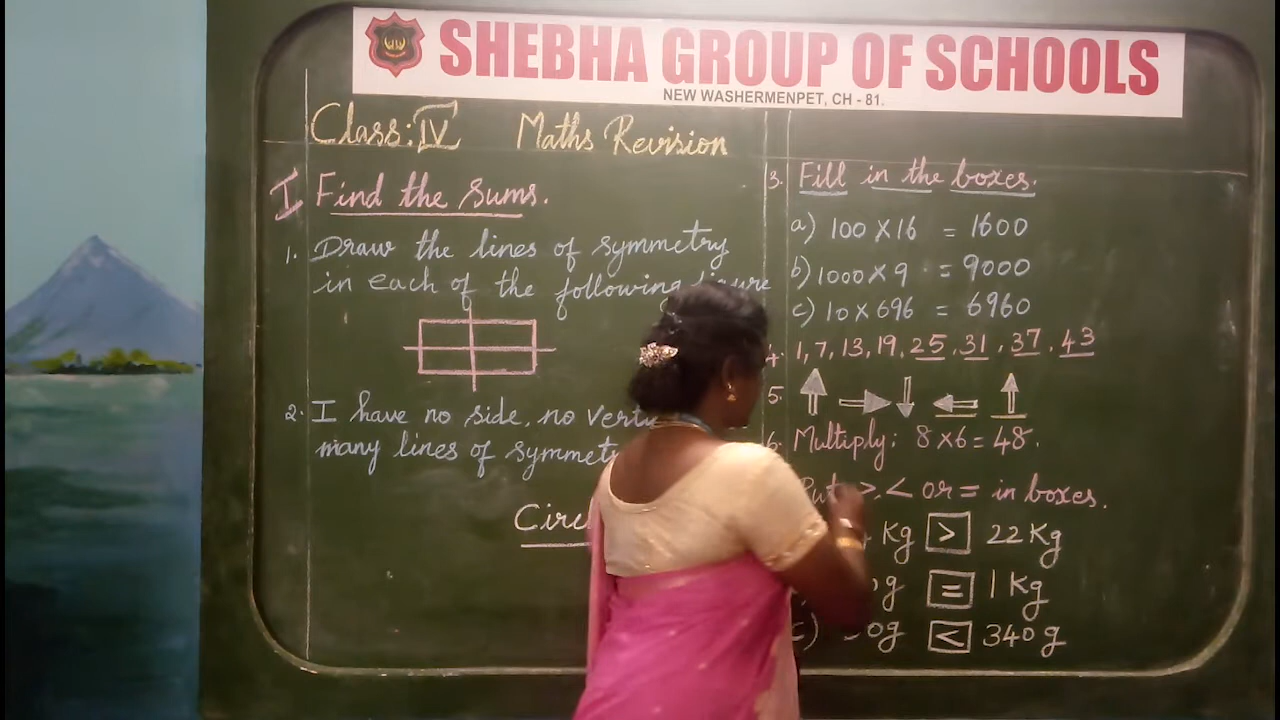 SHEBHA GROUP OF SCHOOLS
NEW WASHERMENPET, CH - 81.
Class: IV Maths Revision
I Find the sums.
1. Draw the lines of symmetry
in each of the following
2. I have no side, no
many lines of
3. Fill in the boxes.
a) 100 X 16 = 1600
b) 1000 X 9 = 9000
c) 10 X 696 = 6960
4. 1, 7, 13, 19, 25, 31, 37, 43
5.
6. Multiply: 8 X 6 = 48.
Put >, < or = in boxes.
Kg > 22 Kg
g = 1 Kg
c) 0g < 340 g